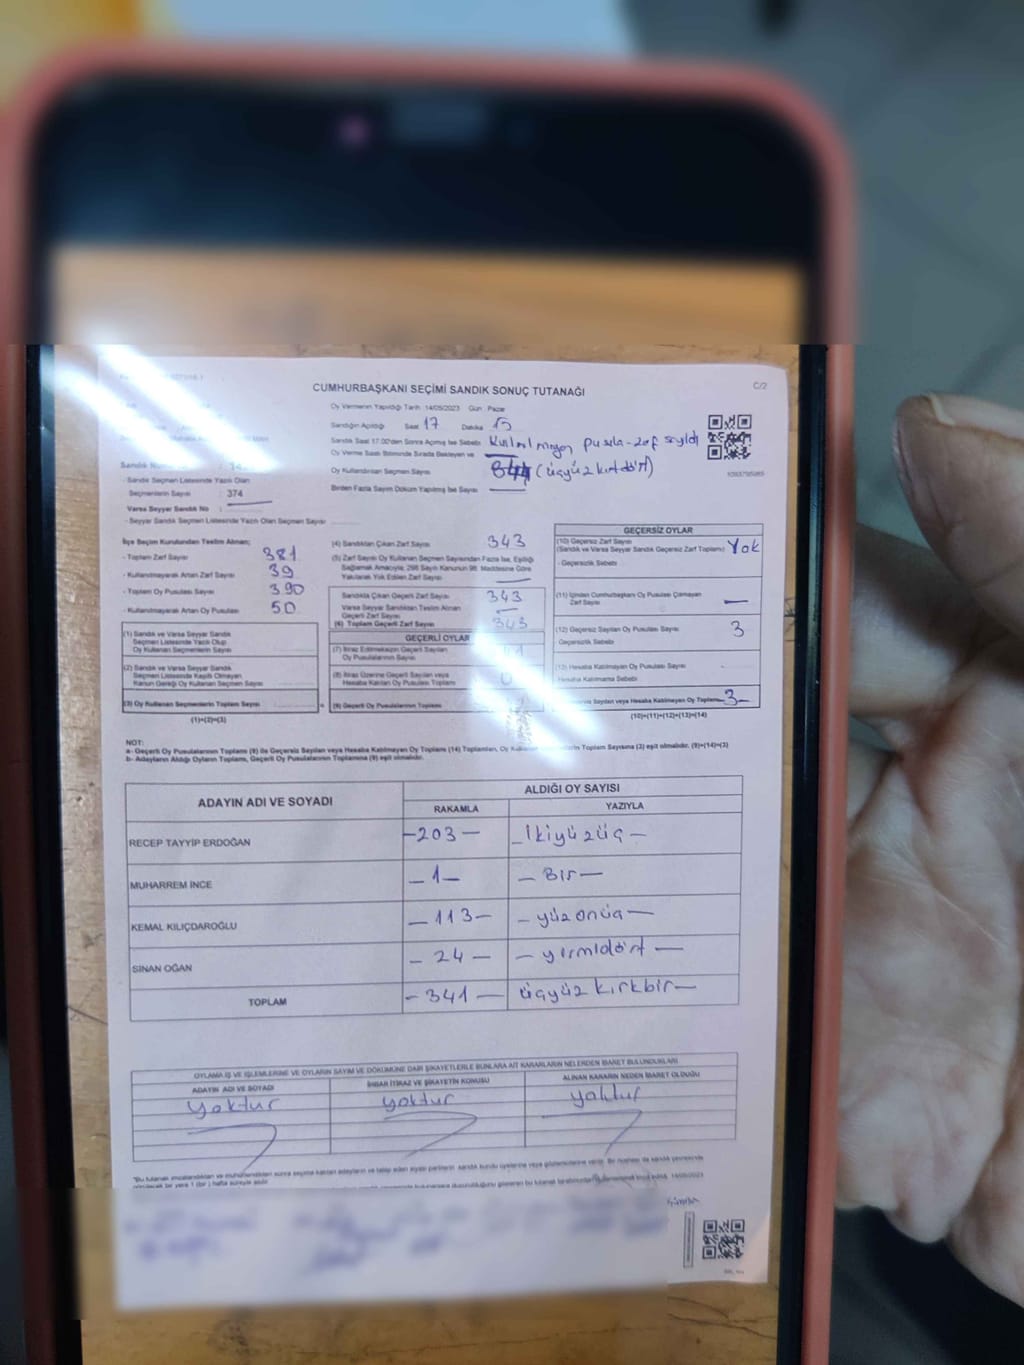 CUMHURBAŞKANI SEÇİMİ SANDIK SONUÇ TUTANAĞI
C/2
Oy Vermenin Yapıldığı Tarih 14/05/2023 Gün : Pazar
Sandığın Açıldığı Saat 17 Dakika 15
Sandık Saat 17.00'den Sonra Açılmış İse Sebebi pusula-zarf sayıldı
Oy Verme Saati Bitiminde Sırada Bekleyen ve
Oy Kullandırılan Seçmen Sayısı (üçyüz kırkdört)
Birden Fazla Sayım Döküm Yapılmış İse Sayısı
- Sandık Seçmen Listesinde Yazılı Olan
Seçmenlerin Sayısı : 374
Varsa Seyyar Sandık No :
- Seyyar Sandık Seçmen Listesinde Yazılı Olan Seçmen Sayısı
İlçe Seçim Kurulundan Teslim Alınan;
- Toplam Zarf Sayısı 381
- Kullanılmayarak Artan Zarf Sayısı 39
- Toplam Oy Pusulası Sayısı 390
- Kullanılmayarak Artan Oy Pusulası 50
(1) Sandık ve Varsa Seyyar Sandık
Seçmen Listesinde Yazılı Olup
Oy Kullanan Seçmenlerin Sayısı
(2) Sandık ve Varsa Seyyar Sandık
Seçmen Listesinde Kayıtlı Olmayan
Kanun Gereği Oy Kullanan Seçmen Sayısı
(3) Oy Kullanan Seçmenlerin Toplam Sayısı
(1)+(2)=(3)
(4) Sandıktan Çıkan Zarf Sayısı 343
(5) Zarf Sayısı Oy Kullanan Seçmen Sayısından Fazla İse, Eşitliği
Sağlamak Amacıyla; 298 Sayılı Kanunun 98. Maddesine Göre
Yakılarak Yok Edilen Zarf Sayısı
Sandıkta Çıkan Geçerli Zarf Sayısı 343
Varsa Seyyar Sandıktan Teslim Alınan
Geçerli Zarf Sayısı
(6) Toplam Geçerli Zarf Sayısı 343
GEÇERLİ OYLAR
(7) İtiraz Edilmeksizin Geçerli Sayılan
Oy Pusulalarının Sayısı
(8) İtiraz Üzerine Geçerli Sayılan veya
Hesaba Katılan Oy Pusulası Toplamı
(9) Geçerli Oy Pusulalarının Toplamı
GEÇERSİZ OYLAR
(10) Geçersiz Zarf Sayısı
(Sandık ve Varsa Seyyar Sandık Geçersiz Zarf Toplamı) Yok
- Geçersizlik Sebebi
(11) İçinden Cumhurbaşkanı Oy Pusulası Çıkmayan
Zarf Sayısı —
(12) Geçersiz Sayılan Oy Pusulası Sayısı 3
Geçersizlik Sebebi
(13) Hesaba Katılmayan Oy Pusulası Sayısı
Hesaba Katılmama Sebebi
Sayılan veya Hesaba Katılmayan Oy Toplamı -3-
(10)+(11)+(12)+(13)=(14)
NOT:
a- Geçerli Oy Pusulalarının Toplamı (9) ile Geçersiz Sayılan veya Hesaba Katılmayan Oy Toplamı (14) Toplamları, Oy Toplam Sayısına (3) eşit olmalıdır. (9)+(14)=(3)
b- Adayların Aldığı Oyların Toplamı, Geçerli Oy Pusulalarının Toplamına (9) eşit olmalıdır.
ADAYIN ADI VE SOYADI
ALDIĞI OY SAYISI
RAKAMLA YAZIYLA
RECEP TAYYİP ERDOĞAN -203- -İkiyüzüç-
MUHARREM İNCE -1- -Bir-
KEMAL KILIÇDAROĞLU -113- -yüzonüç-
SİNAN OĞAN -24- -yirmidört-
TOPLAM -341- üçyüz kırkbir-
OYLAMA İŞ VE İŞLEMLERİNE VE OYLARIN SAYIM VE DÖKÜMÜNE DAİR ŞİKAYETLERLE BUNLARA AİT KARARLARIN NELERDEN İBARET BULUNDUKLARI
ADAYIN ADI VE SOYADI İHBAR İTİRAZ VE ŞİKAYETİN KONUSU ALINAN KARARIN NEDEN İBARET OLDUĞU
yoktur yoktur yoktur